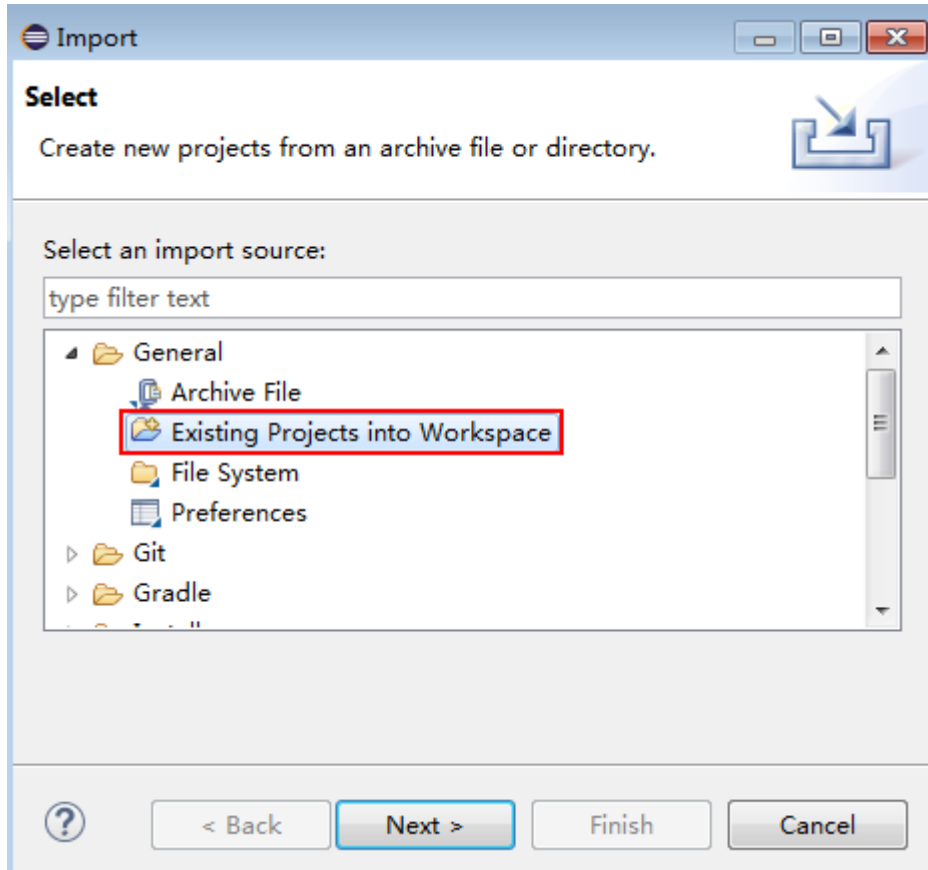 Import
Select
Create new projects from an archive file or directory.
Select an import source:
type filter text
General
Archive File
Existing Projects into Workspace
File System
Preferences
Git
Gradle
< Back
Next >
Finish
Cancel